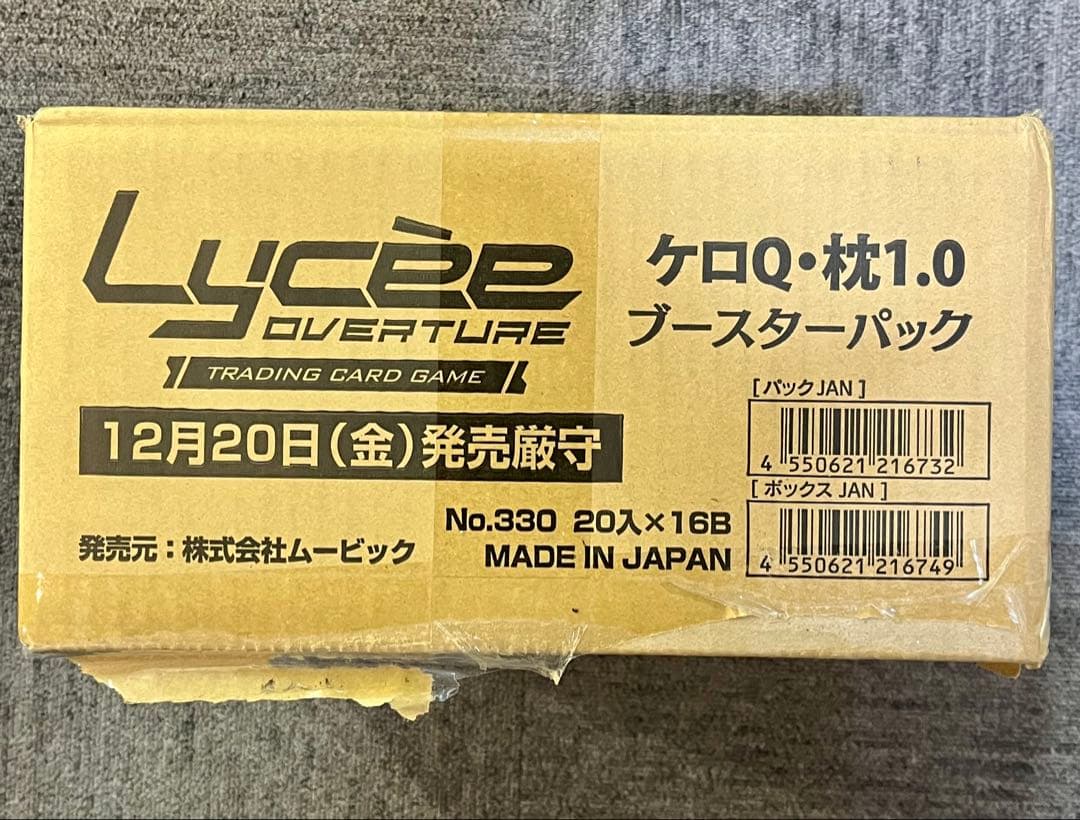 Lycèe
OVERTURE
TRADING CARD GAME
ケロQ・枕1.0
ブースターパック
12月20日(金)発売厳守
[パックJAN]
4 550621 216732
[ボックスJAN]
4 550621 216749
No.330 20入×16B
発売元:株式会社ムービック
MADE IN JAPAN